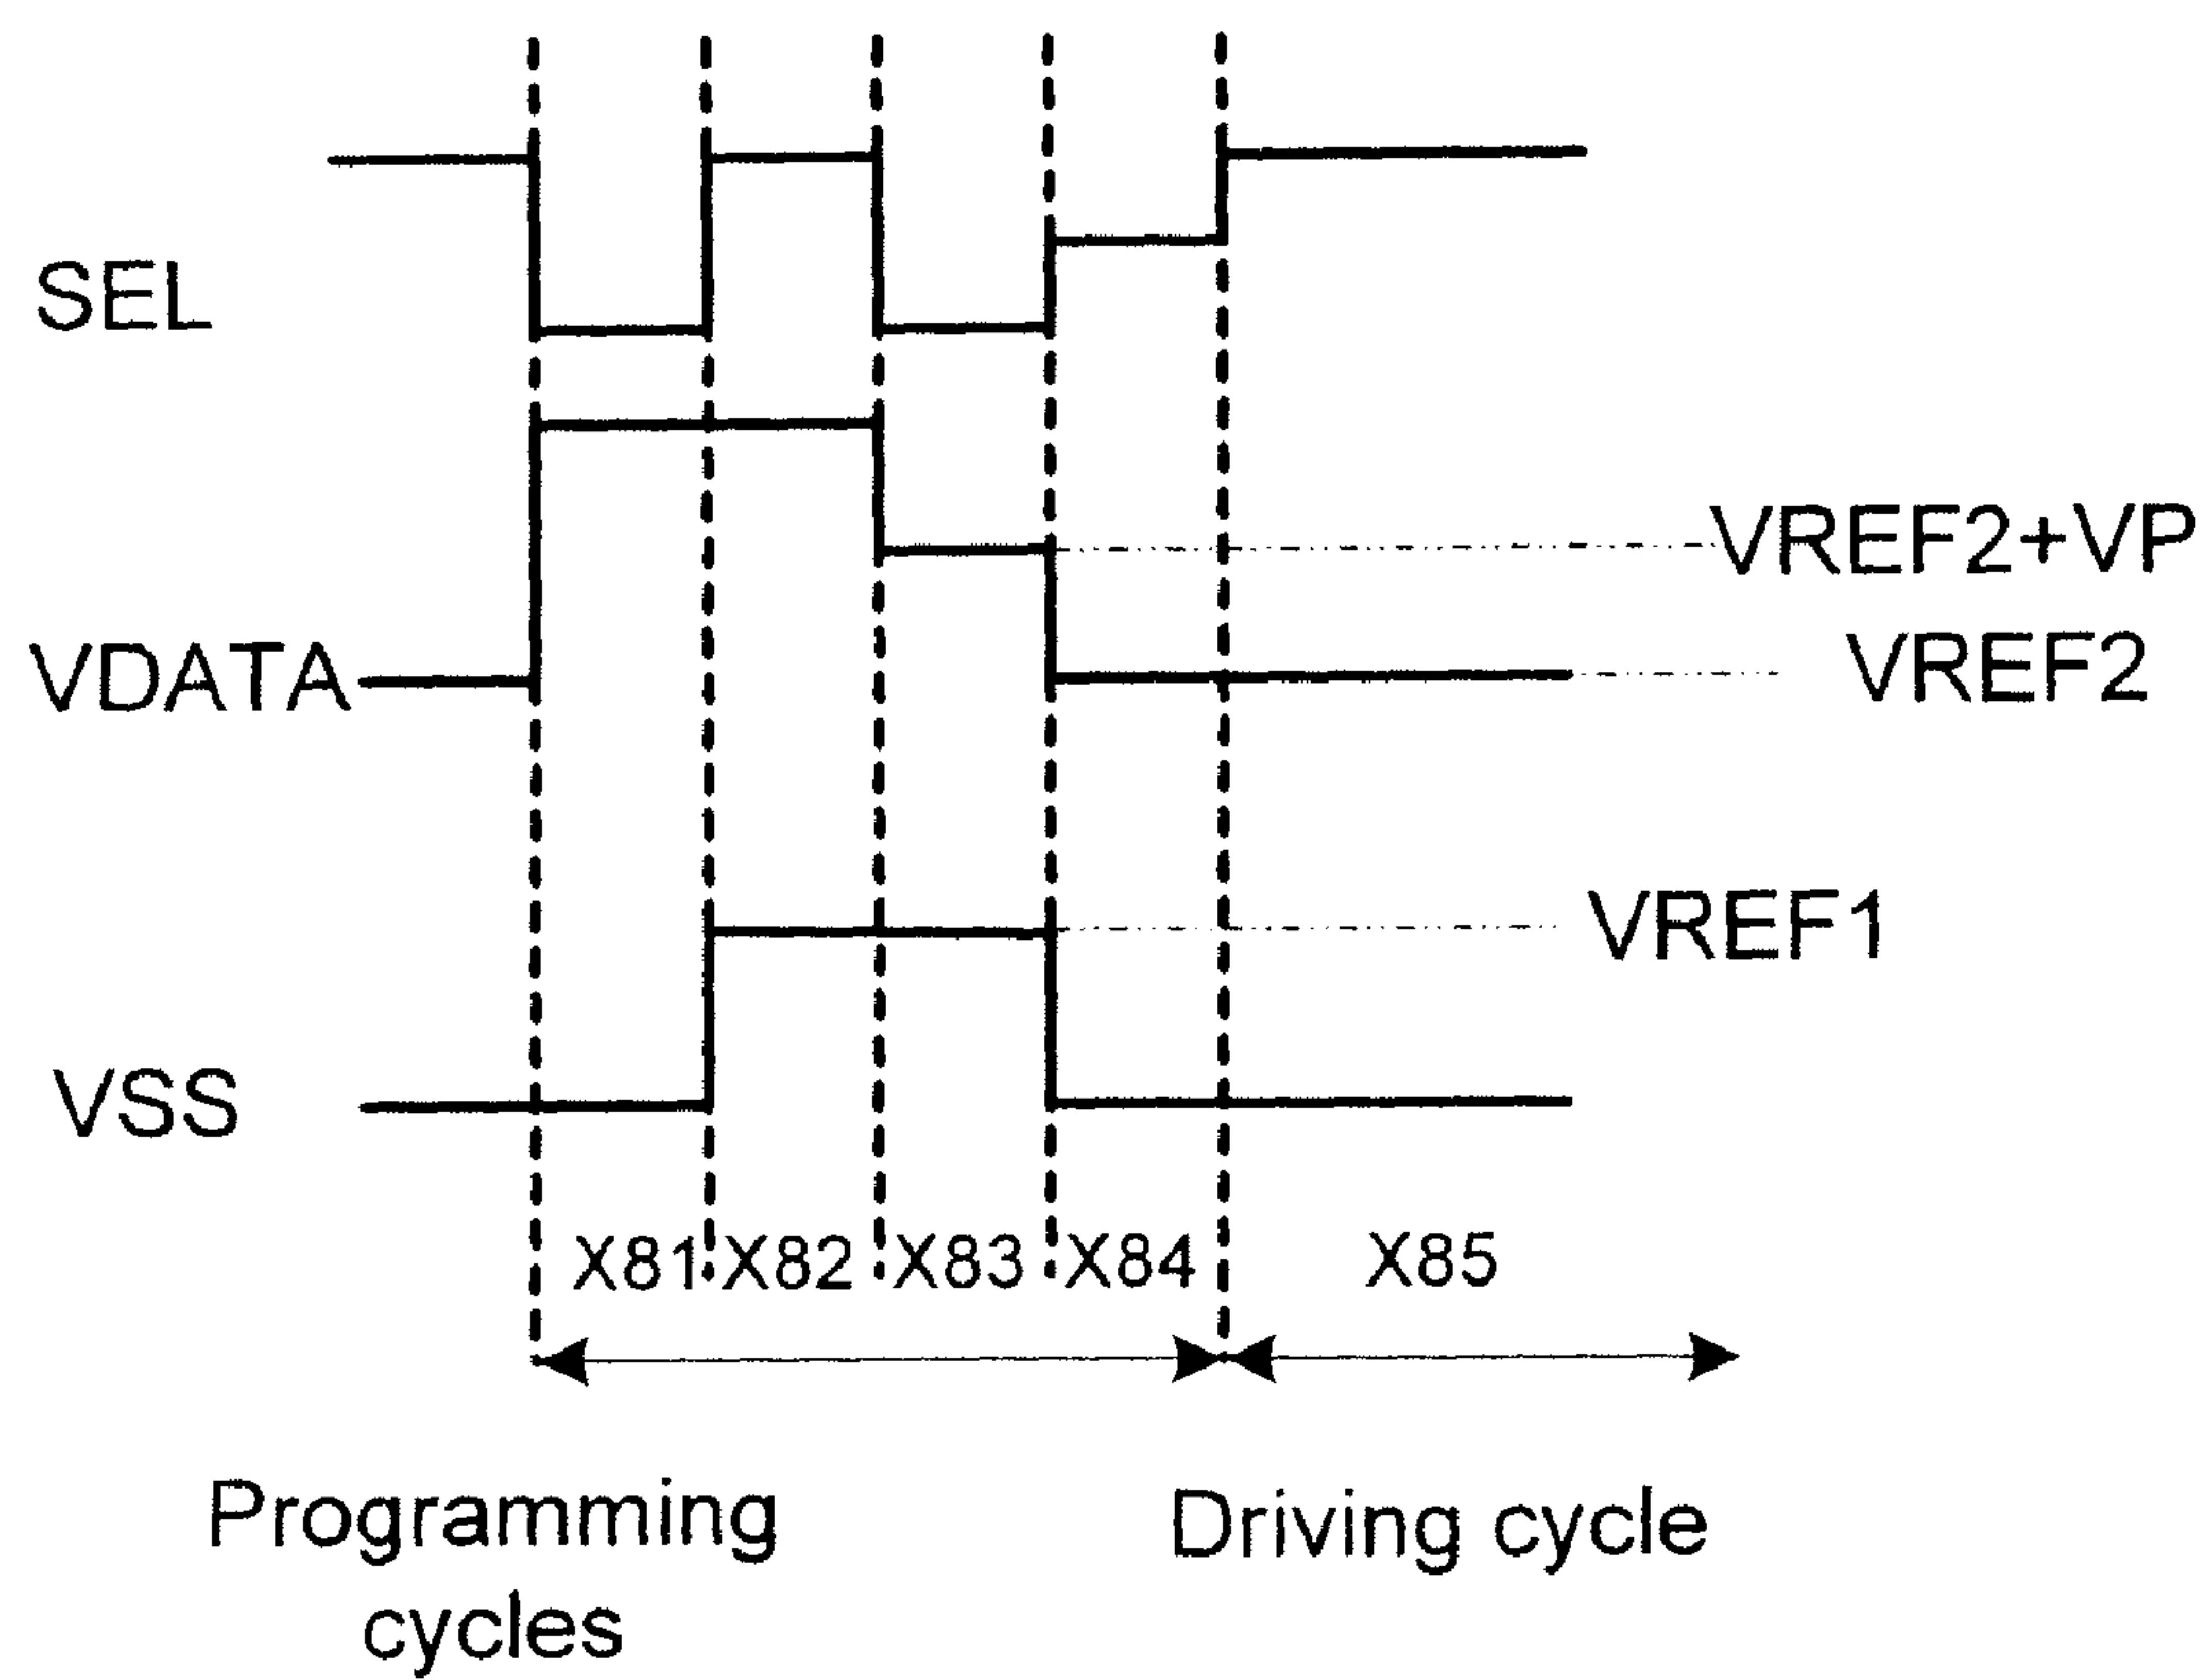 SEL
VREF2+VP
VDATA
VREF2
VREF1
VSS
X81 X82 X83 X84 X85
Programming cycles
Driving cycle